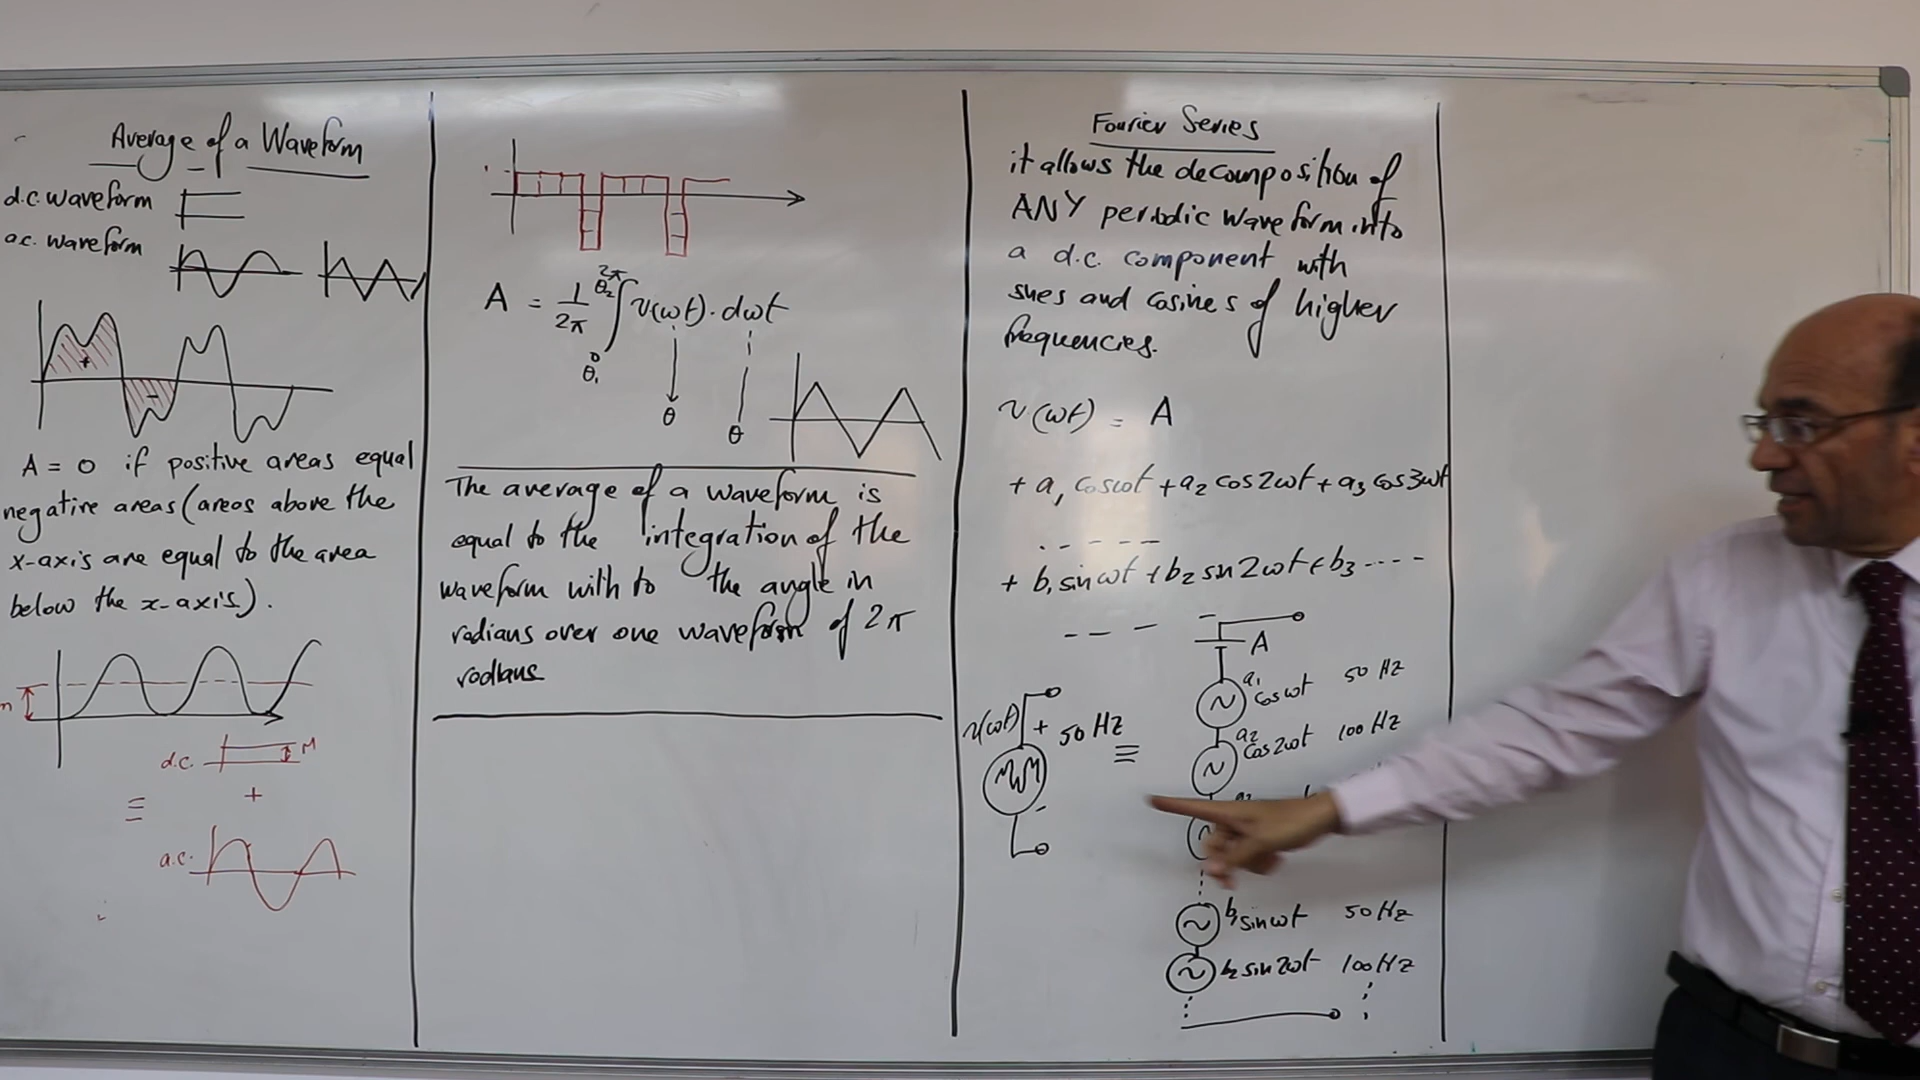 Average of a Waveform
d.c. waveform
a.c. waveform
+
-
A = 0 if positive areas equal
negative areas (areas above the
x-axis are equal to the area
below the x-axis).
d.c. M
≡ +
a.c.
A = 1/2π ∫ v(ωt) · dωt
2π
θ₂
0
θ₁
θ
θ
The average of a waveform is
equal to the integration of the
waveform with to the angle in
radians over one waveform of 2π
radians
Fourier Series
it allows the decomposition of
ANY periodic waveform into
a d.c. component with
sines and cosines of higher
frequencies.
v(ωt) = A
+ a₁ cosωt + a₂ cos2ωt + a₃ cos3ωt
- - - - -
+ b₁ sinωt + b₂ sin2ωt + b₃ - - - -
- - -
A
a₁ cosωt 50 Hz
v(ωt) + 50 Hz ≡
-
a₂ cos2ωt 100 Hz
b₁ sinωt 50 Hz
b₂ sin2ωt 100 Hz